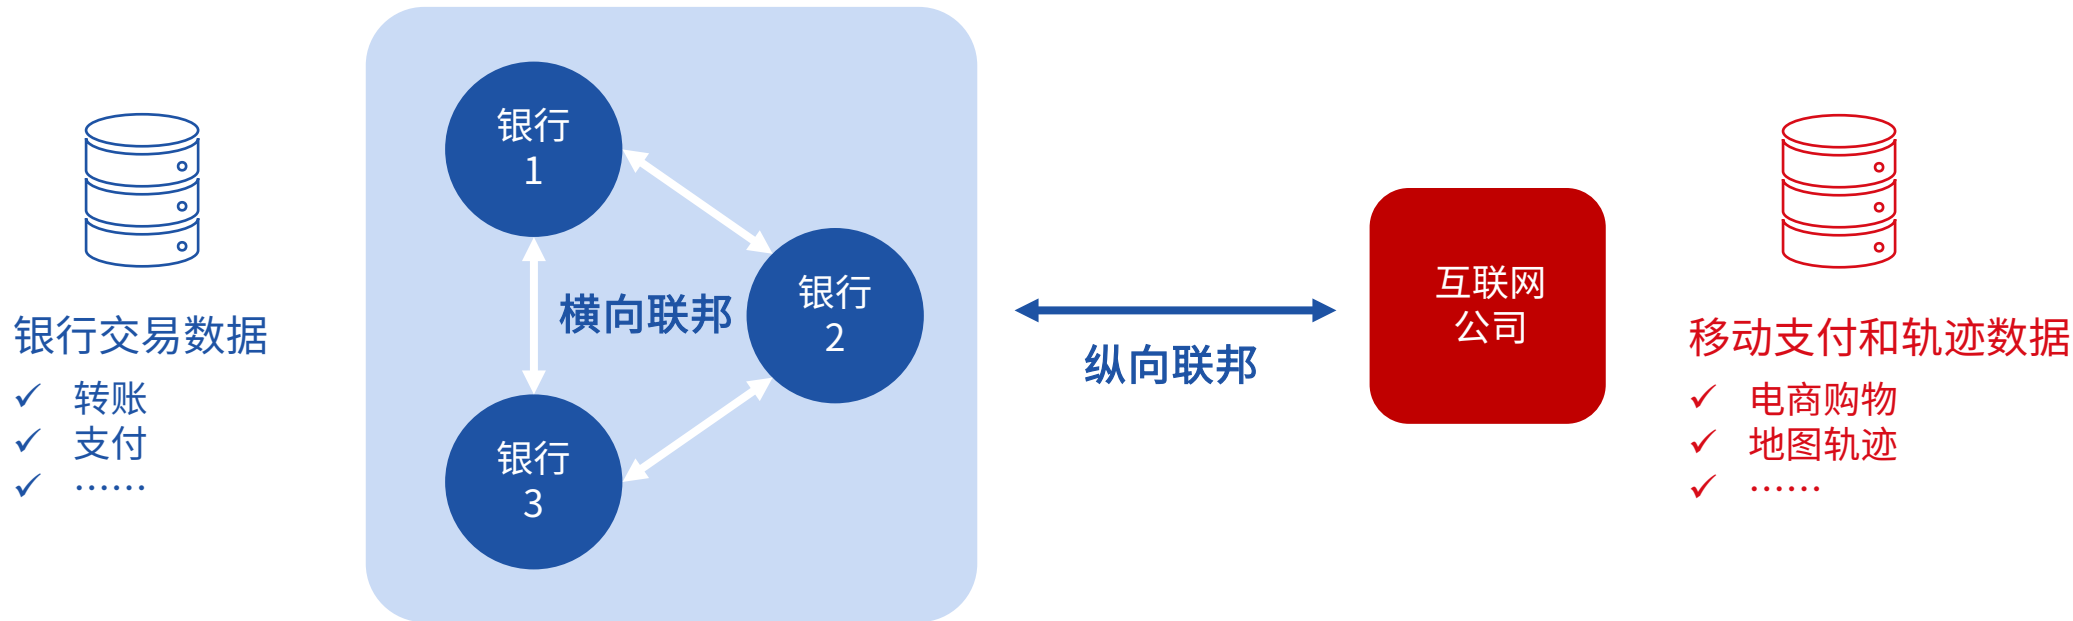 银行交易数据
✓ 转账
✓ 支付
✓ ……
银行
1
银行
2
银行
3
横向联邦
纵向联邦
互联网
公司
移动支付和轨迹数据
✓ 电商购物
✓ 地图轨迹
✓ ……